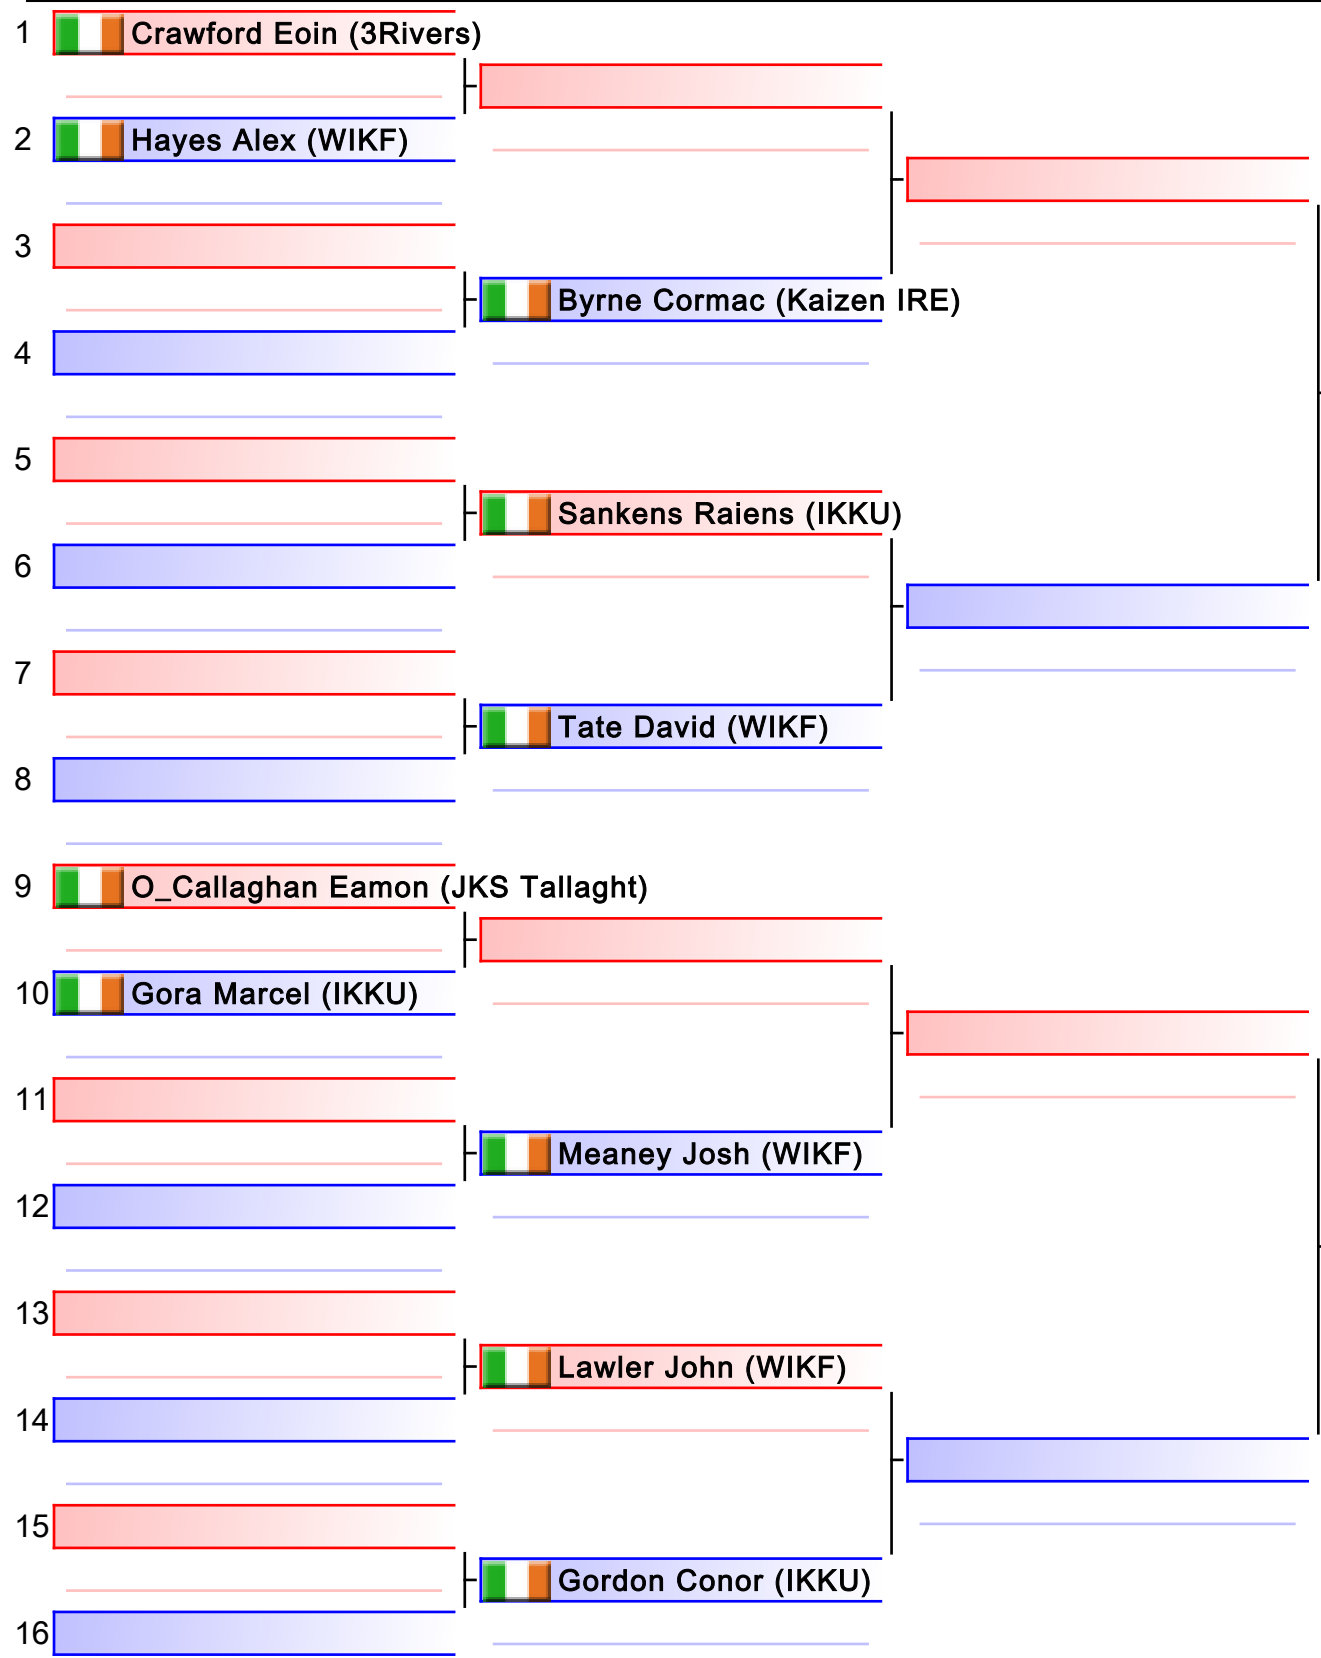 1 Crawford Eoin (3Rivers)
2 Hayes Alex (WIKF)
3
Byrne Cormac (Kaizen IRE)
4
5
Sankens Raiens (IKKU)
6
7
Tate David (WIKF)
8
9 O_Callaghan Eamon (JKS Tallaght)
10 Gora Marcel (IKKU)
11
Meaney Josh (WIKF)
12
13
Lawler John (WIKF)
14
15
Gordon Conor (IKKU)
16